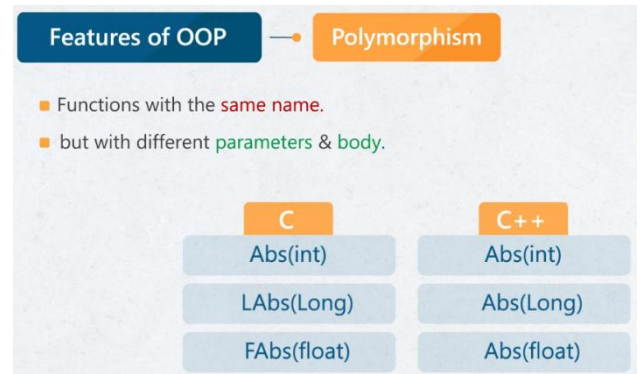 Features of OOP
Polymorphism
Functions with the same name.
but with different parameters & body.
C
C++
Abs(int)
Abs(int)
LAbs(Long)
Abs(Long)
FAbs(float)
Abs(float)